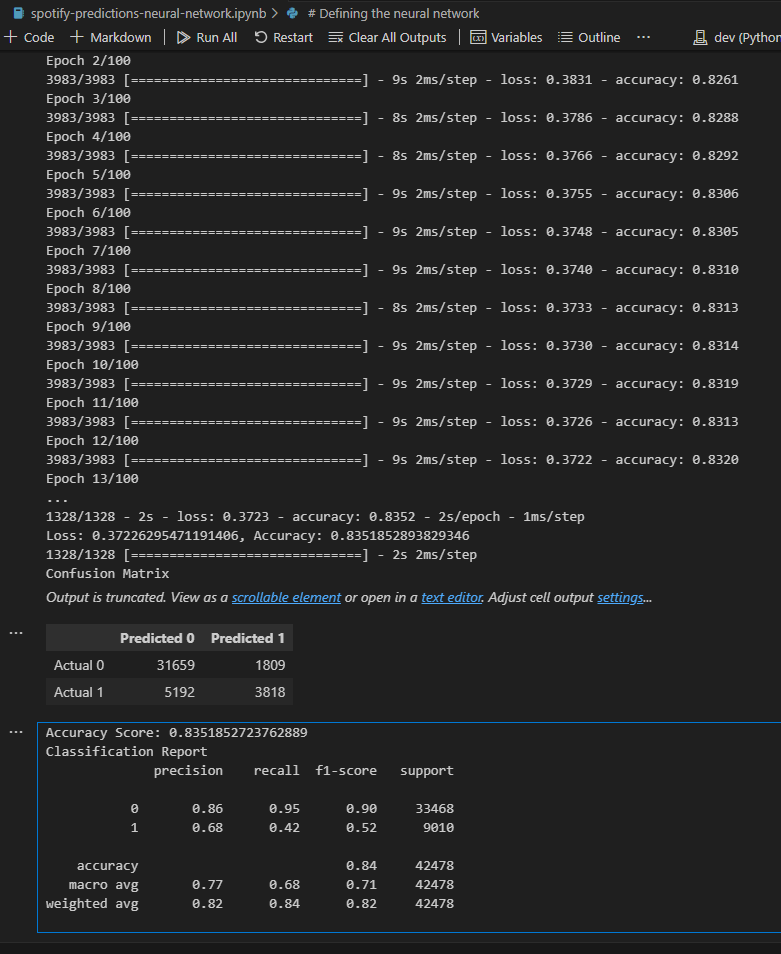 spotify-predictions-neural-network.ipynb > # Defining the neural network
+ Code + Markdown | Run All Restart Clear All Outputs | Variables Outline ... dev (Python
Epoch 2/100
3983/3983 [==============================] - 9s 2ms/step - loss: 0.3831 - accuracy: 0.8261
Epoch 3/100
3983/3983 [==============================] - 8s 2ms/step - loss: 0.3786 - accuracy: 0.8288
Epoch 4/100
3983/3983 [==============================] - 8s 2ms/step - loss: 0.3766 - accuracy: 0.8292
Epoch 5/100
3983/3983 [==============================] - 9s 2ms/step - loss: 0.3755 - accuracy: 0.8306
Epoch 6/100
3983/3983 [==============================] - 9s 2ms/step - loss: 0.3748 - accuracy: 0.8305
Epoch 7/100
3983/3983 [==============================] - 9s 2ms/step - loss: 0.3740 - accuracy: 0.8310
Epoch 8/100
3983/3983 [==============================] - 8s 2ms/step - loss: 0.3733 - accuracy: 0.8313
Epoch 9/100
3983/3983 [==============================] - 9s 2ms/step - loss: 0.3730 - accuracy: 0.8314
Epoch 10/100
3983/3983 [==============================] - 9s 2ms/step - loss: 0.3729 - accuracy: 0.8319
Epoch 11/100
3983/3983 [==============================] - 9s 2ms/step - loss: 0.3726 - accuracy: 0.8313
Epoch 12/100
3983/3983 [==============================] - 9s 2ms/step - loss: 0.3722 - accuracy: 0.8320
Epoch 13/100
...
1328/1328 - 2s - loss: 0.3723 - accuracy: 0.8352 - 2s/epoch - 1ms/step
Loss: 0.37226295471191406, Accuracy: 0.8351852893829346
1328/1328 [==============================] - 2s 2ms/step
Confusion Matrix
Output is truncated. View as a scrollable element or open in a text editor. Adjust cell output settings...
...
Predicted 0 Predicted 1
Actual 0 31659 1809
Actual 1 5192 3818
...
Accuracy Score: 0.8351852723762889
Classification Report
precision recall f1-score support
0 0.86 0.95 0.90 33468
1 0.68 0.42 0.52 9010
accuracy 0.84 42478
macro avg 0.77 0.68 0.71 42478
weighted avg 0.82 0.84 0.82 42478